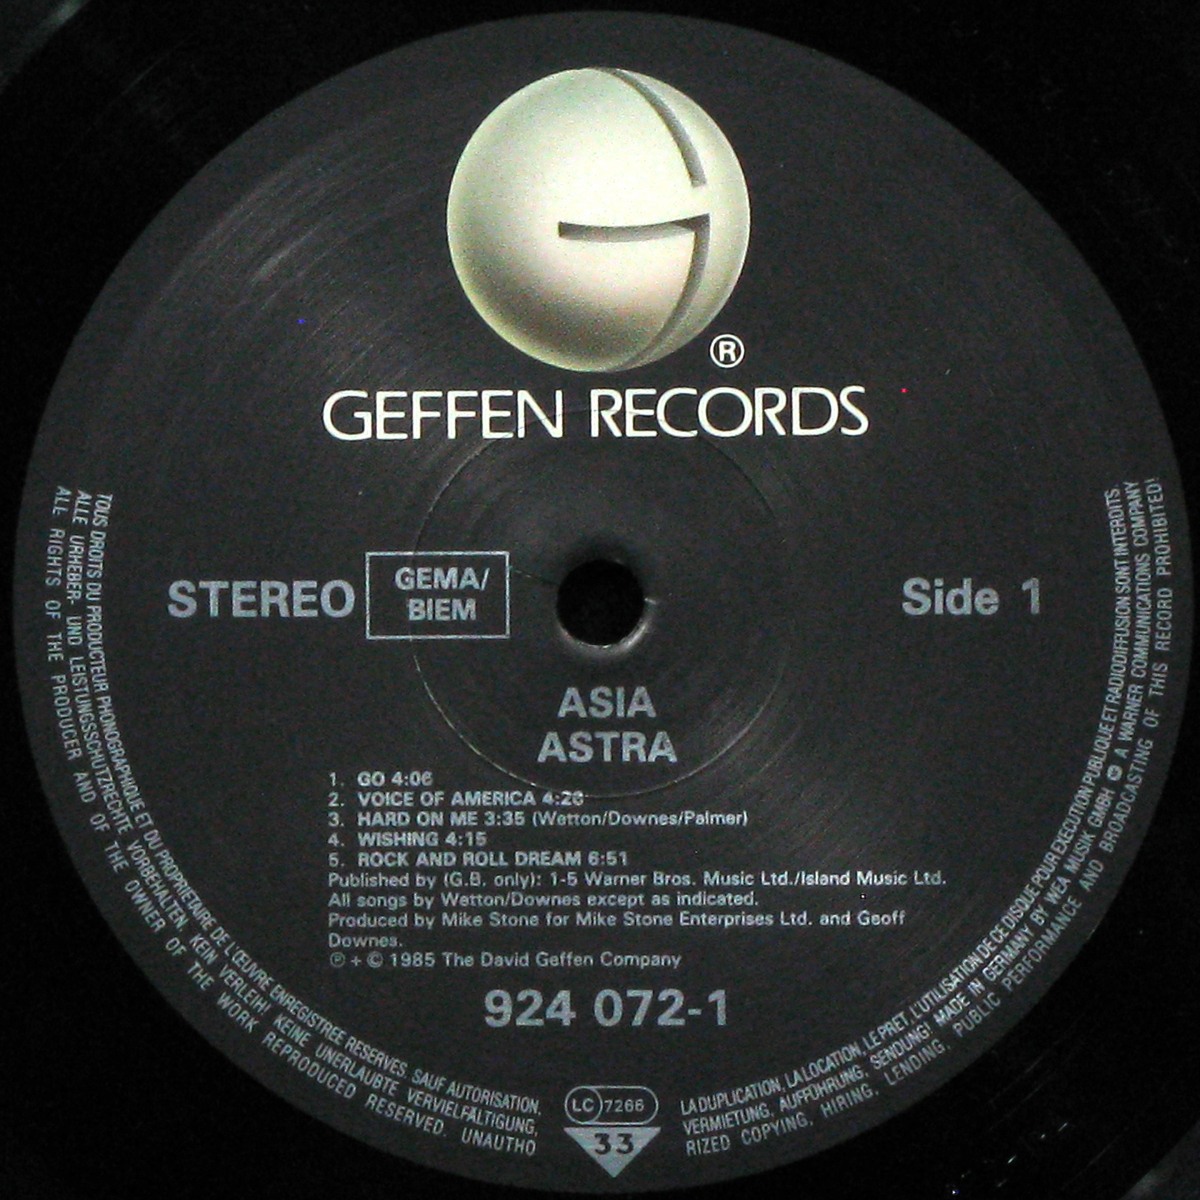 ®
GEFFEN RECORDS
STEREO
GEMA/
BIEM
Side 1
ASIA
ASTRA
1. GO 4:06
2. VOICE OF AMERICA 4:26
3. HARD ON ME 3:35 (Wetton/Downes/Palmer)
4. WISHING 4:15
5. ROCK AND ROLL DREAM 6:51
Published by (G.B. only): 1-5 Warner Bros. Music Ltd./Island Music Ltd.
All songs by Wetton/Downes except as indicated.
Produced by Mike Stone for Mike Stone Enterprises Ltd. and Geoff
Downes.
℗ + © 1985 The David Geffen Company
924 072-1
LC 7266
33
TOUS DROITS DU PRODUCTEUR PHONOGRAPHIQUE ET DU PROPRIETAIRE DE L'ŒUVRE ENREGISTREE RESERVES. SAUF AUTORISATION, LA DUPLICATION, LA LOCATION, LE PRET, L'UTILISATION DE CE DISQUE POUR EXECUTION PUBLIQUE ET RADIODIFFUSION SONT INTERDITS.
ALLE URHEBER- UND LEISTUNGSSCHUTZRECHTE VORBEHALTEN. KEIN VERLEIH! KEINE UNERLAUBTE VERVIELFÄLTIGUNG, VERMIETUNG, AUFFÜHRUNG, SENDUNG! MADE IN GERMANY BY WEA MUSIK GMBH A WARNER COMMUNICATIONS COMPANY
ALL RIGHTS OF THE PRODUCER AND OF THE OWNER OF THE WORK REPRODUCED RESERVED. UNAUTHORIZED COPYING, HIRING, LENDING, PUBLIC PERFORMANCE AND BROADCASTING OF THIS RECORD PROHIBITED!